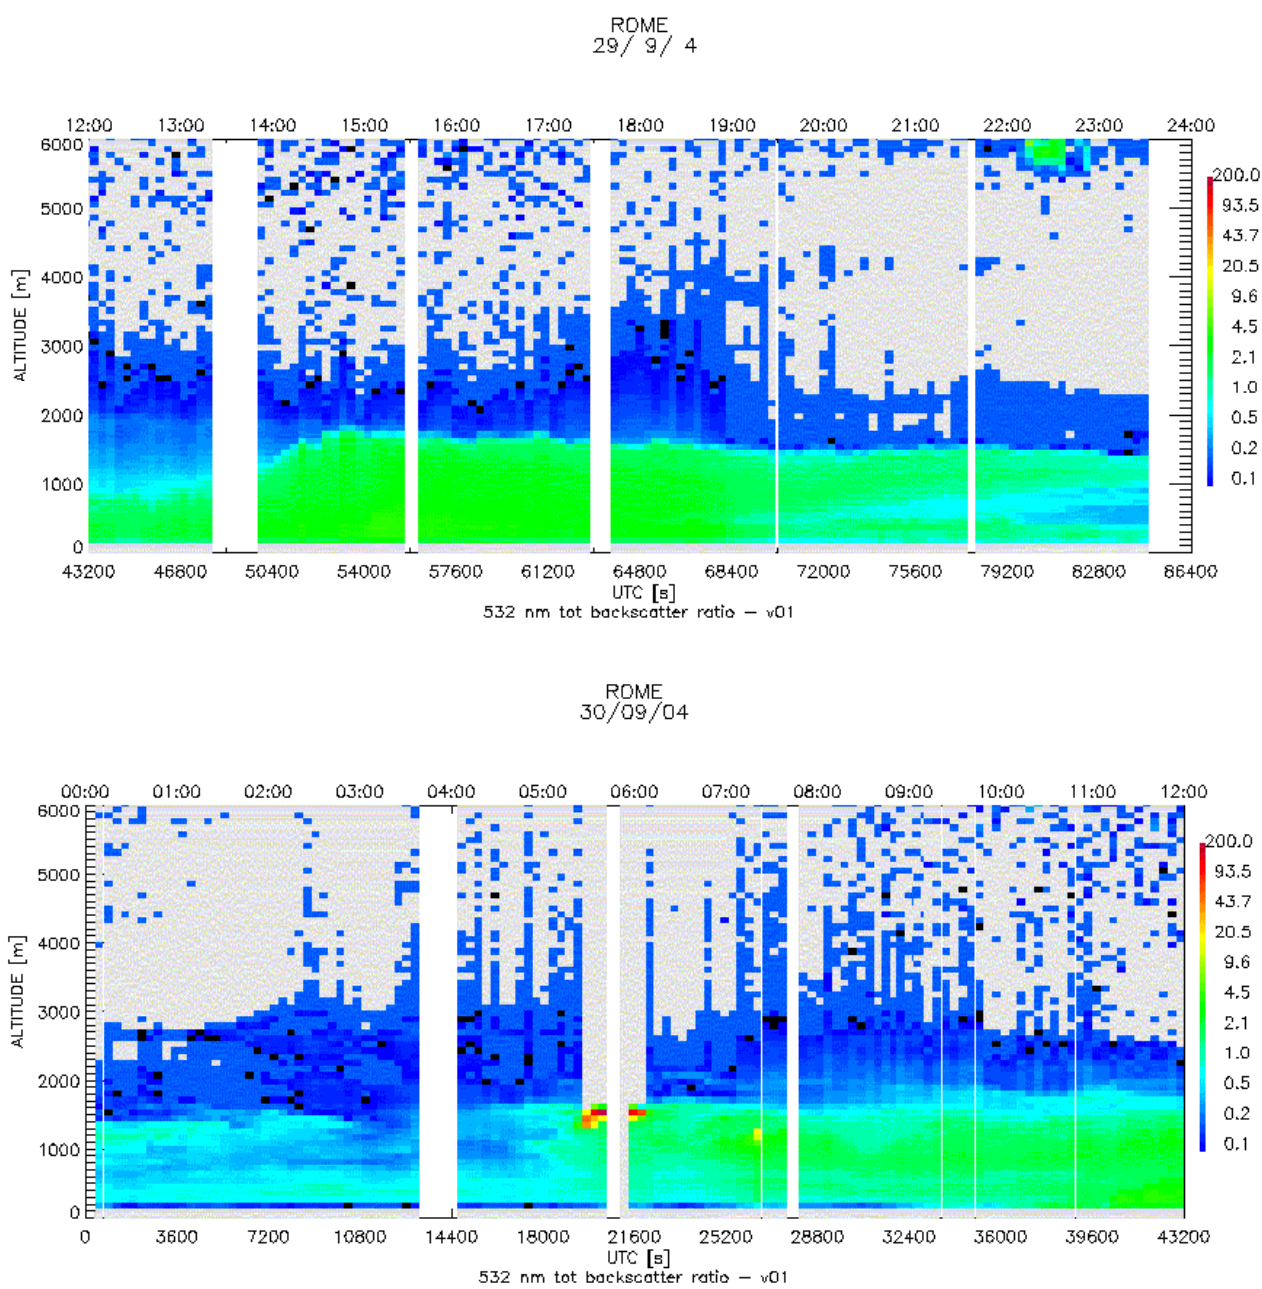 ROME
29/ 9/ 4
12:00 13:00 14:00 15:00 16:00 17:00 18:00 19:00 20:00 21:00 22:00 23:00 24:00
6000
5000
4000
3000
2000
1000
0
ALTITUDE [m]
200.0
93.5
43.7
20.5
9.6
4.5
2.1
1.0
0.5
0.2
0.1
43200 46800 50400 54000 57600 61200 64800 68400 72000 75600 79200 82800 86400
UTC [s]
532 nm tot backscatter ratio – v01
ROME
30/09/04
00:00 01:00 02:00 03:00 04:00 05:00 06:00 07:00 08:00 09:00 10:00 11:00 12:00
6000
5000
4000
3000
2000
1000
0
ALTITUDE [m]
200.0
93.5
43.7
20.5
9.6
4.5
2.1
1.0
0.5
0.2
0.1
0 3600 7200 10800 14400 18000 21600 25200 28800 32400 36000 39600 43200
UTC [s]
532 nm tot backscatter ratio – v01